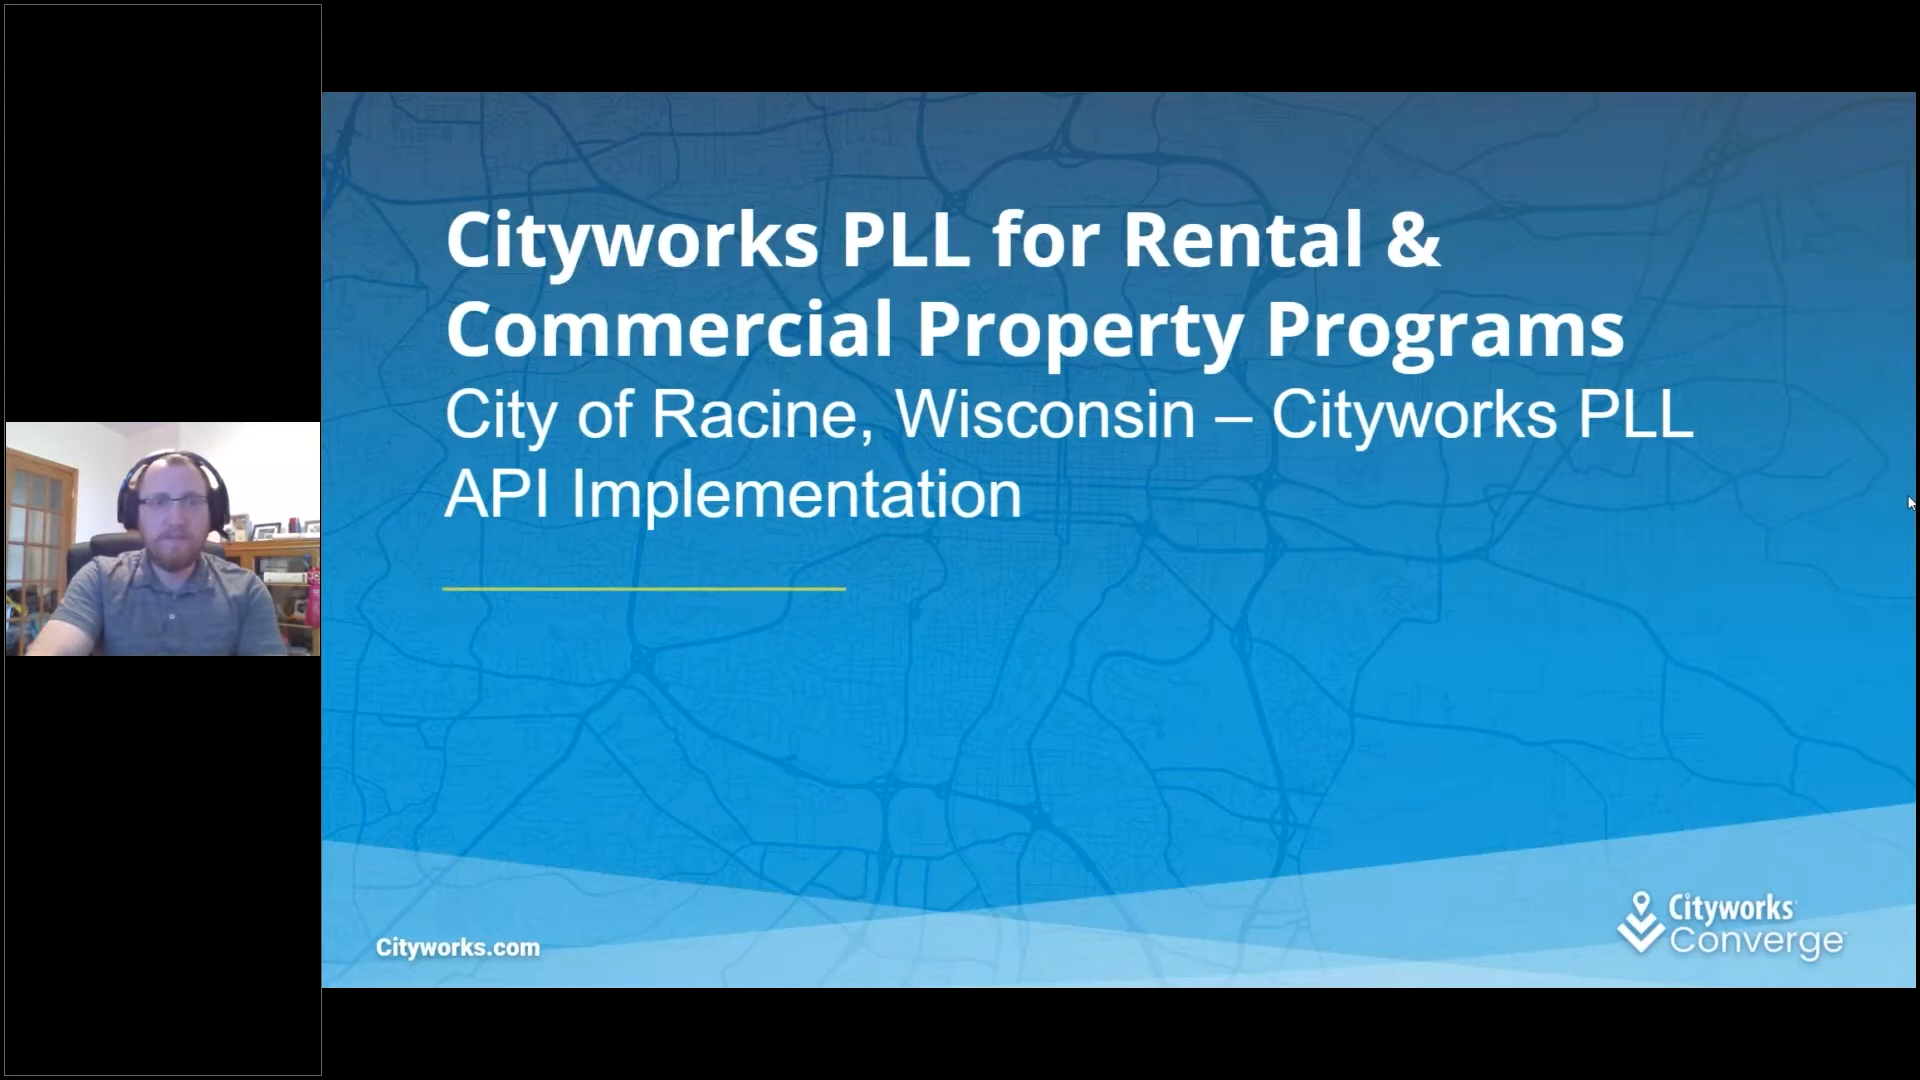 Cityworks PLL for Rental &
Commercial Property Programs
City of Racine, Wisconsin – Cityworks PLL
API Implementation
Cityworks.com
Cityworks
Converge